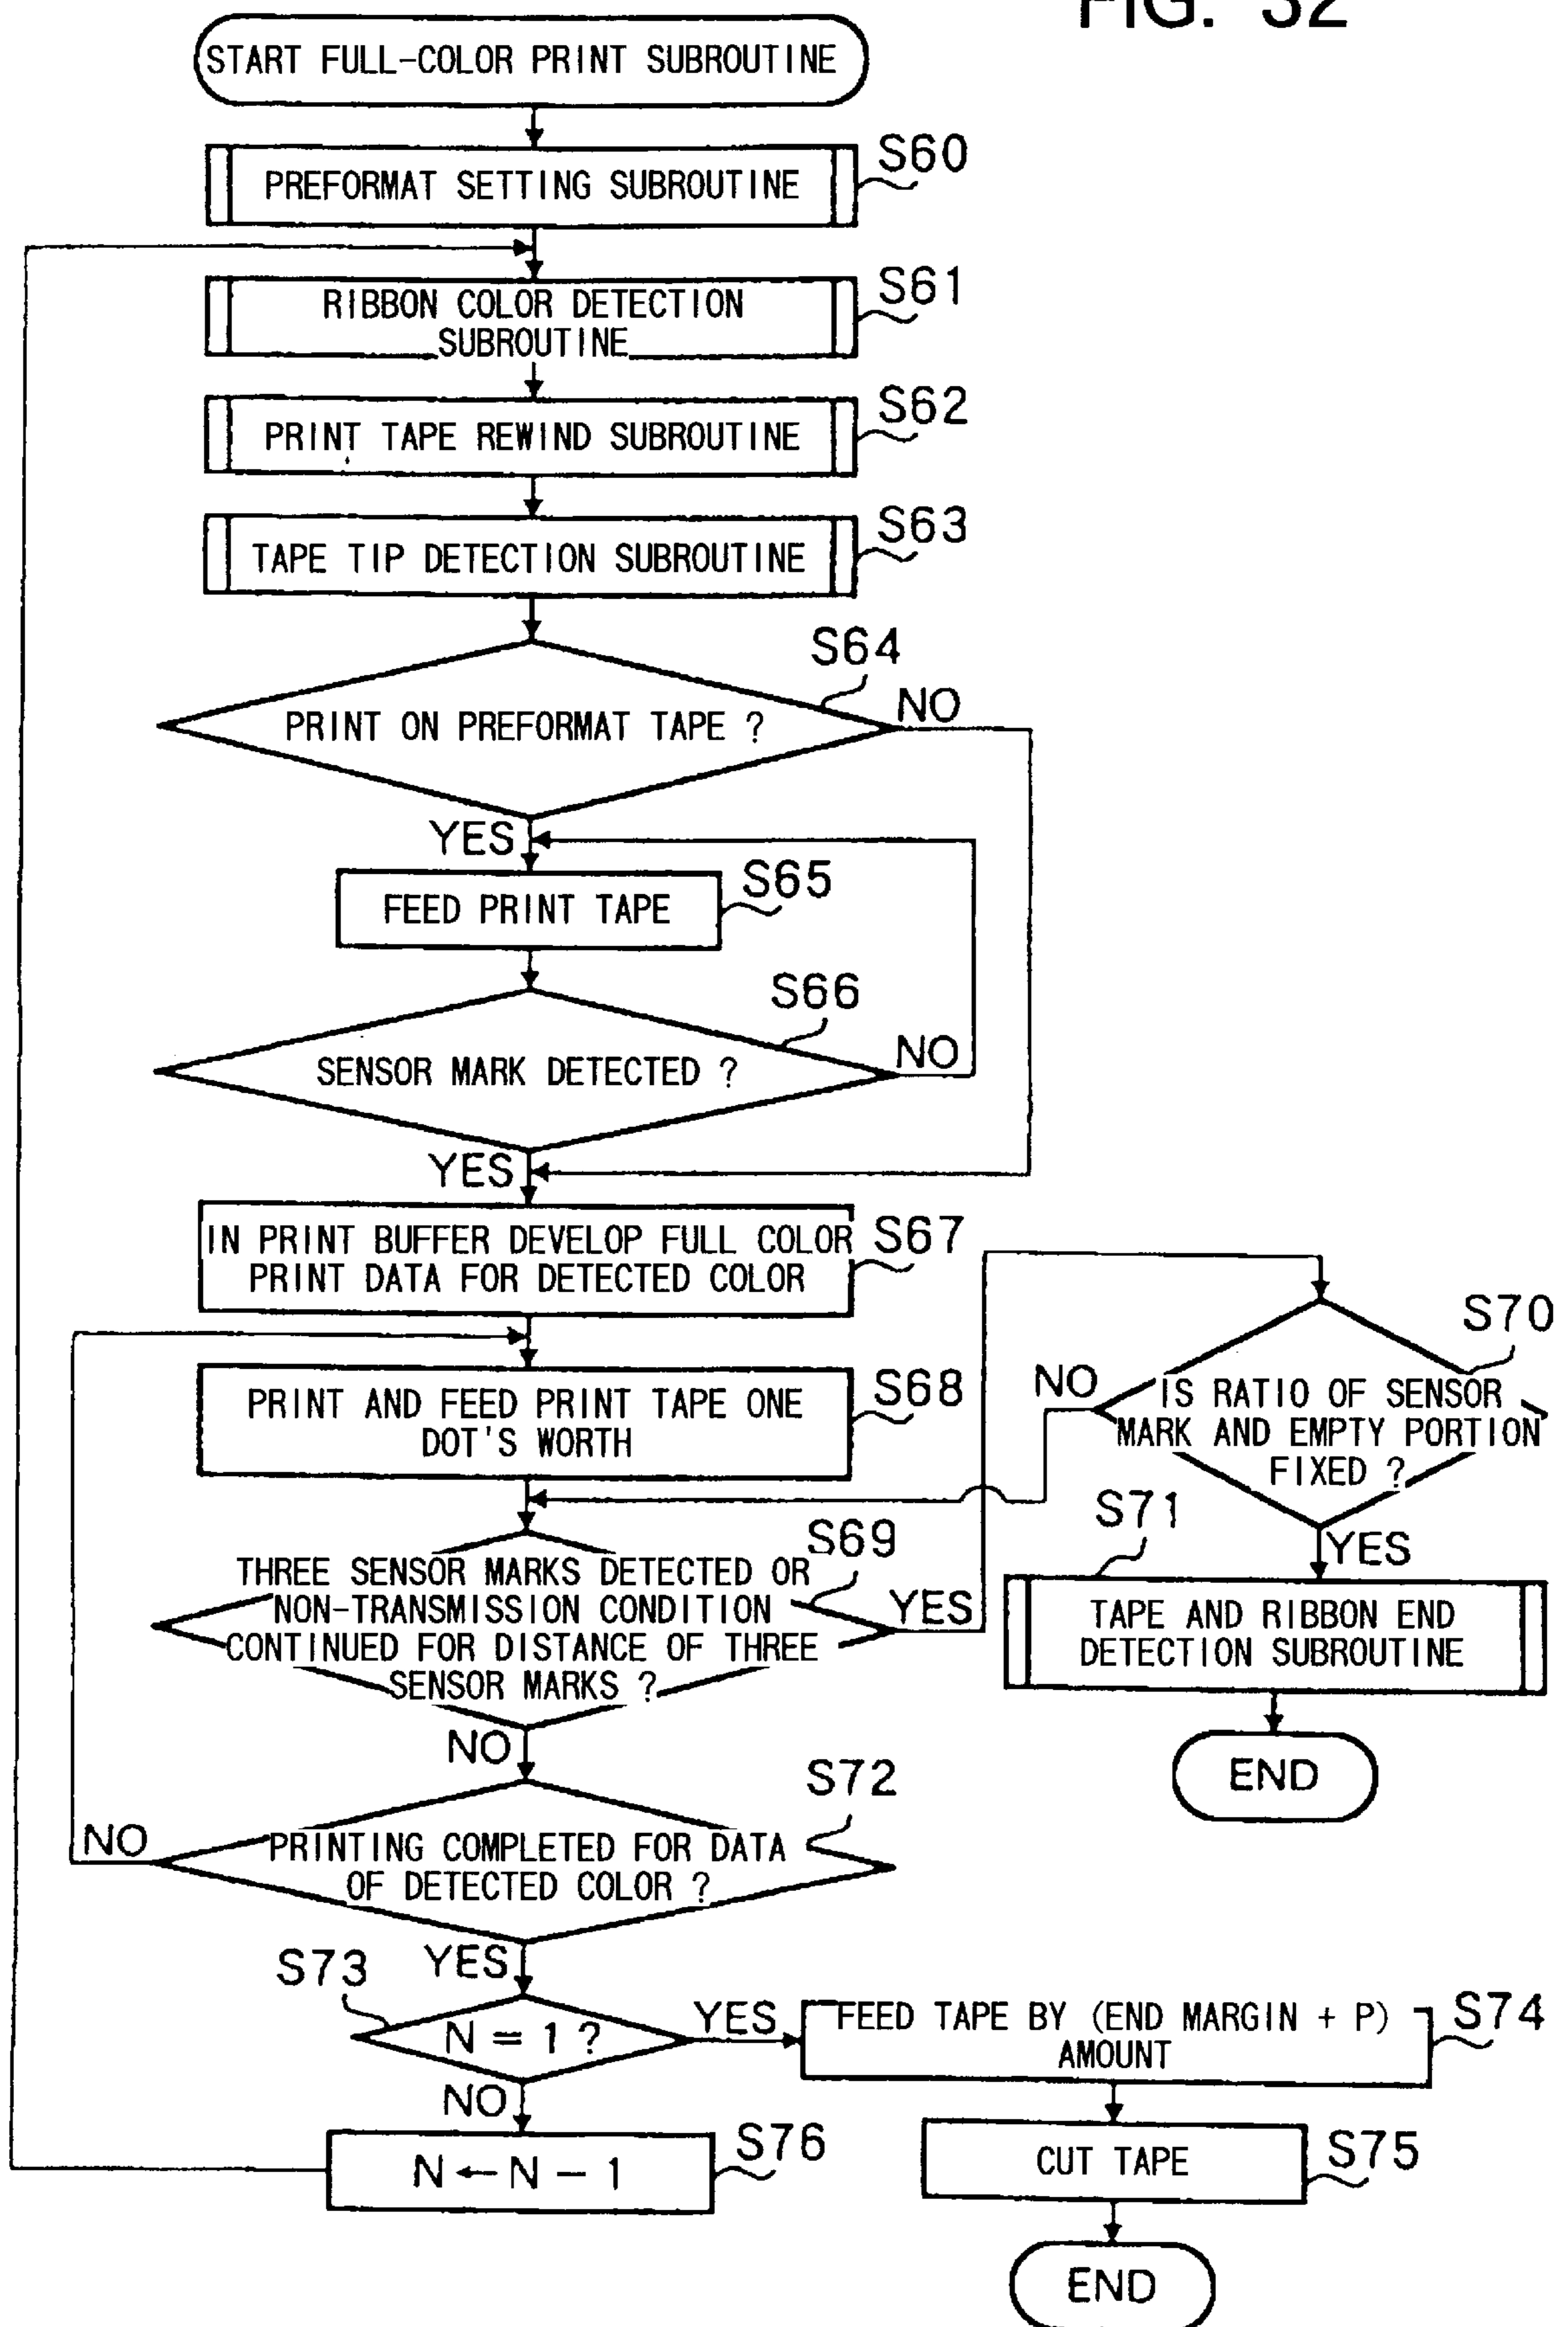 FIG. 32
START FULL-COLOR PRINT SUBROUTINE
PREFORMAT SETTING SUBROUTINE
S60
RIBBON COLOR DETECTION
SUBROUTINE
S61
PRINT TAPE REWIND SUBROUTINE
S62
TAPE TIP DETECTION SUBROUTINE
S63
S64
PRINT ON PREFORMAT TAPE ?
NO
YES
FEED PRINT TAPE
S65
S66
SENSOR MARK DETECTED ?
NO
YES
IN PRINT BUFFER DEVELOP FULL COLOR
PRINT DATA FOR DETECTED COLOR
S67
PRINT AND FEED PRINT TAPE ONE
DOT'S WORTH
S68
S69
THREE SENSOR MARKS DETECTED OR
NON-TRANSMISSION CONDITION
CONTINUED FOR DISTANCE OF THREE
SENSOR MARKS ?
YES
NO
S70
IS RATIO OF SENSOR
MARK AND EMPTY PORTION
FIXED ?
NO
YES
S71
TAPE AND RIBBON END
DETECTION SUBROUTINE
END
S72
PRINTING COMPLETED FOR DATA
OF DETECTED COLOR ?
NO
YES
S73
N = 1 ?
YES
NO
FEED TAPE BY (END MARGIN + P)
AMOUNT
S74
CUT TAPE
S75
END
N ← N - 1
S76